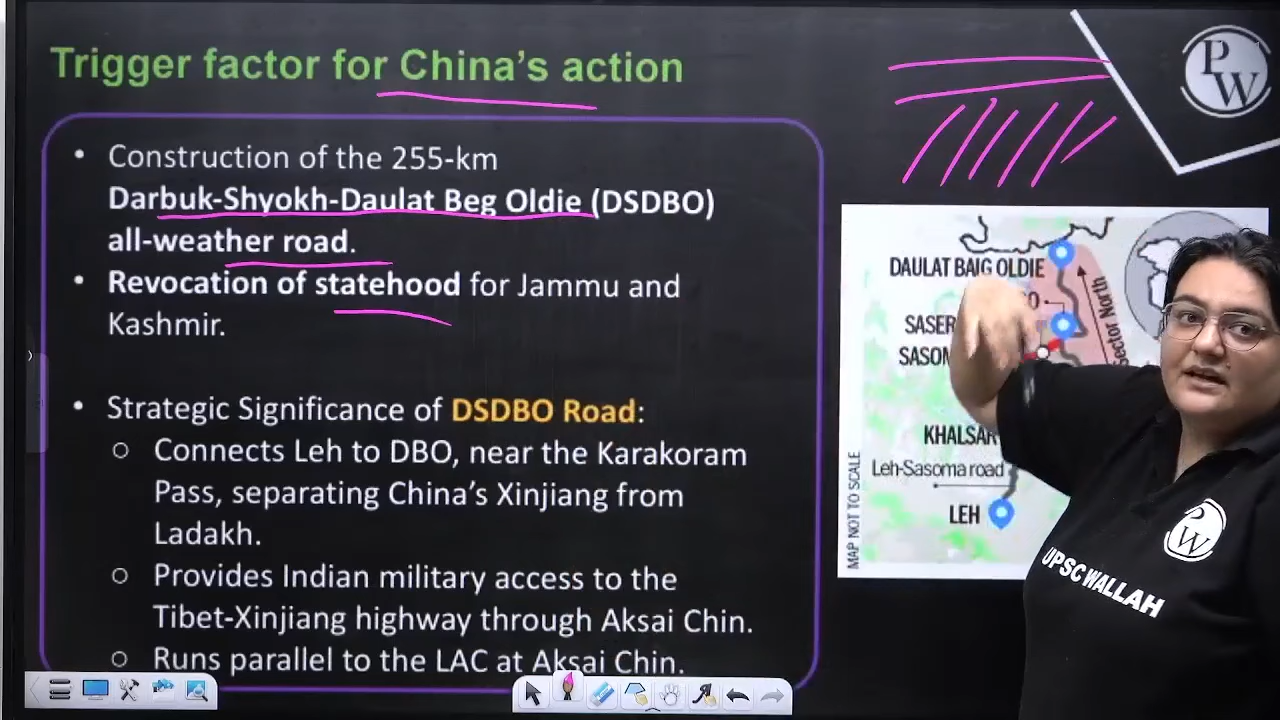 Trigger factor for China's action
• Construction of the 255-km
Darbuk-Shyokh-Daulat Beg Oldie (DSDBO)
all-weather road.
• Revocation of statehood for Jammu and
Kashmir.
• Strategic Significance of DSDBO Road:
○ Connects Leh to DBO, near the Karakoram
Pass, separating China's Xinjiang from
Ladakh.
○ Provides Indian military access to the
Tibet-Xinjiang highway through Aksai Chin.
○ Runs parallel to the LAC at Aksai Chin.
PW
DAULAT BAIG OLDIE
North
KHALSAR
Leh-Sasoma road
LEH
MAP NOT TO SCALE
PW
UPSC WALLAH